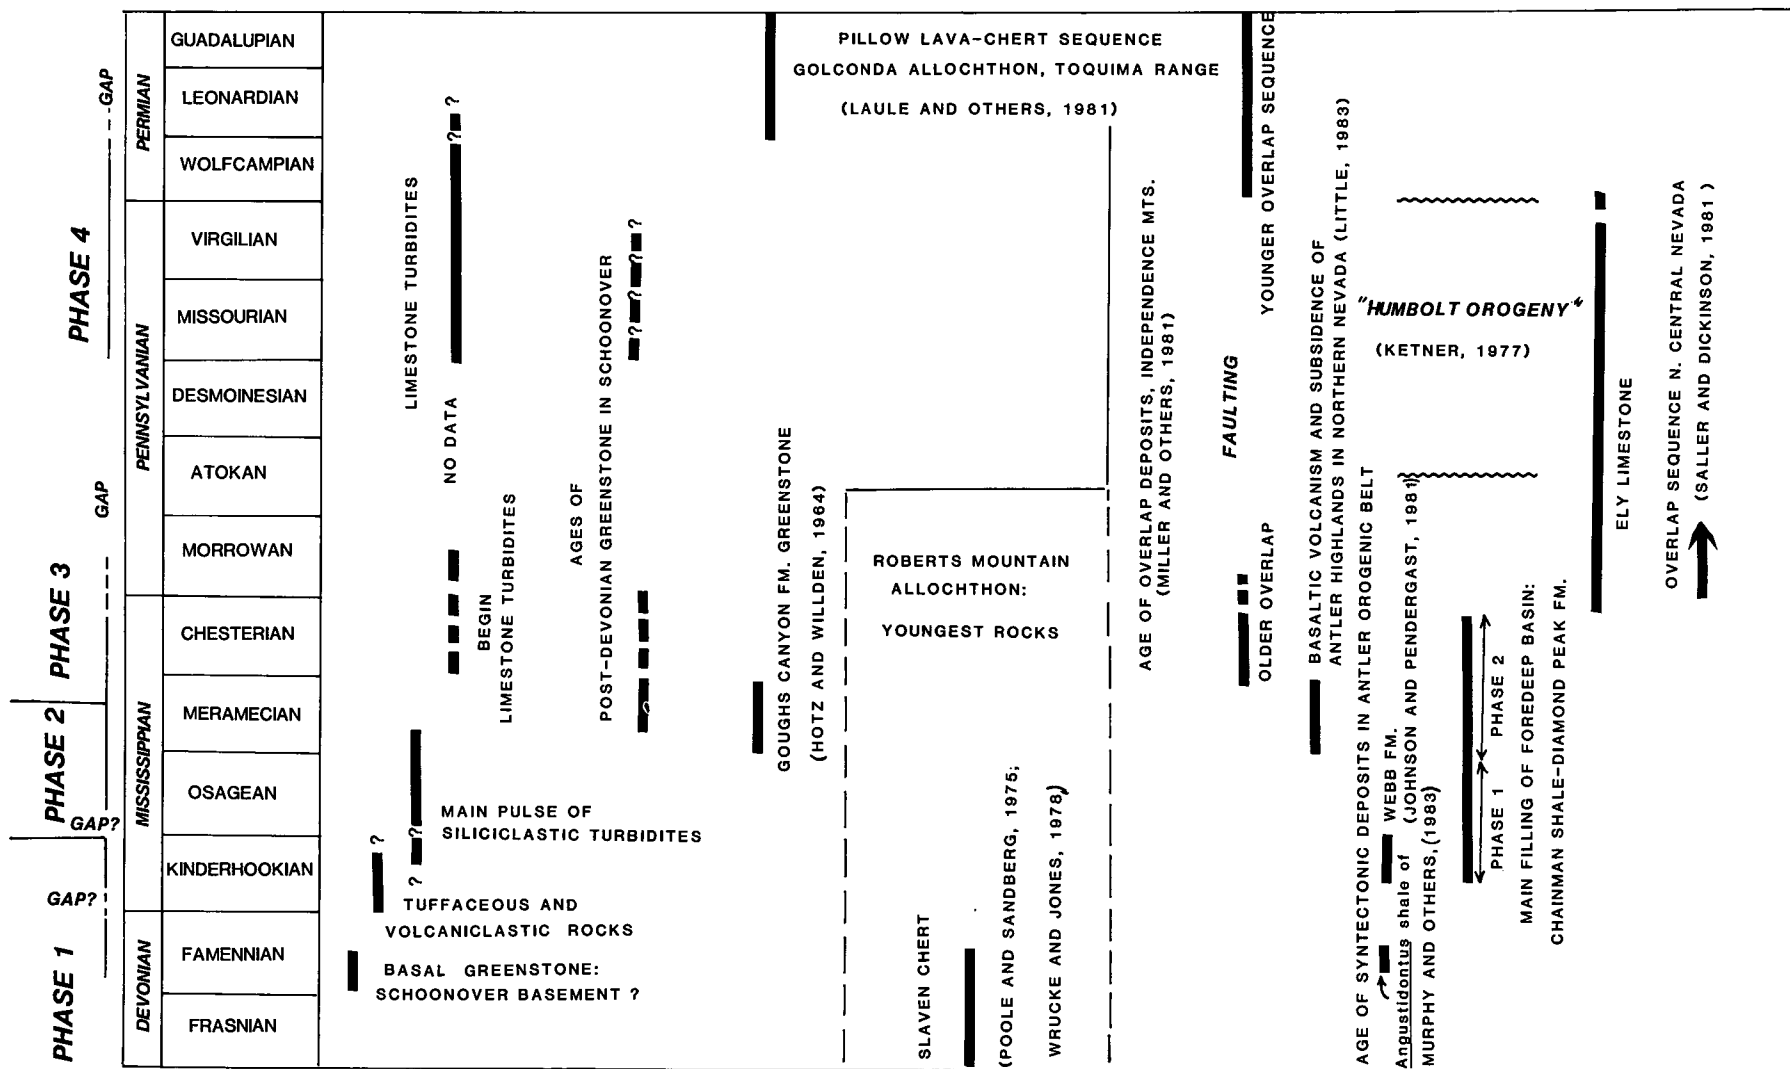 PHASE 4
PHASE 3
PHASE 2
PHASE 1
GAP
GAP
GAP?
GAP?
PERMIAN
PENNSYLVANIAN
MISSISSIPPIAN
DEVONIAN
GUADALUPIAN
LEONARDIAN
WOLFCAMPIAN
VIRGILIAN
MISSOURIAN
DESMOINESIAN
ATOKAN
MORROWAN
CHESTERIAN
MERAMECIAN
OSAGEAN
KINDERHOOKIAN
FAMENNIAN
FRASNIAN
?
?
LIMESTONE TURBIDITES
NO DATA
BEGIN
LIMESTONE TURBIDITES
?
? ?
?
MAIN PULSE OF
SILICICLASTIC TURBIDITES
TUFFACEOUS AND
VOLCANICLASTIC ROCKS
BASAL GREENSTONE:
SCHOONOVER BASEMENT ?
AGES OF
POST-DEVONIAN GREENSTONE IN SCHOONOVER
? ? ? ?
GOUGHS CANYON FM. GREENSTONE
(HOTZ AND WILLDEN, 1964)
PILLOW LAVA-CHERT SEQUENCE
GOLCONDA ALLOCHTHON, TOQUIMA RANGE
(LAULE AND OTHERS, 1981)
ROBERTS MOUNTAIN
ALLOCHTHON:
YOUNGEST ROCKS
SLAVEN CHERT
(POOLE AND SANDBERG, 1975;
WRUCKE AND JONES, 1978)
AGE OF OVERLAP DEPOSITS, INDEPENDENCE MTS.
(MILLER AND OTHERS, 1981)
FAULTING
YOUNGER OVERLAP SEQUENCE
OLDER OVERLAP
BASALTIC VOLCANISM AND SUBSIDENCE OF
ANTLER HIGHLANDS IN NORTHERN NEVADA (LITTLE, 1983)
AGE OF SYNTECTONIC DEPOSITS IN ANTLER OROGENIC BELT
WEBB FM.
Angustidontus shale of (JOHNSON AND PENDERGAST, 1981)
MURPHY AND OTHERS,(1983)
"HUMBOLT OROGENY"
(KETNER, 1977)
PHASE 1
PHASE 2
MAIN FILLING OF FOREDEEP BASIN:
CHAINMAN SHALE-DIAMOND PEAK FM.
ELY LIMESTONE
OVERLAP SEQUENCE N. CENTRAL NEVADA
(SALLER AND DICKINSON, 1981 )